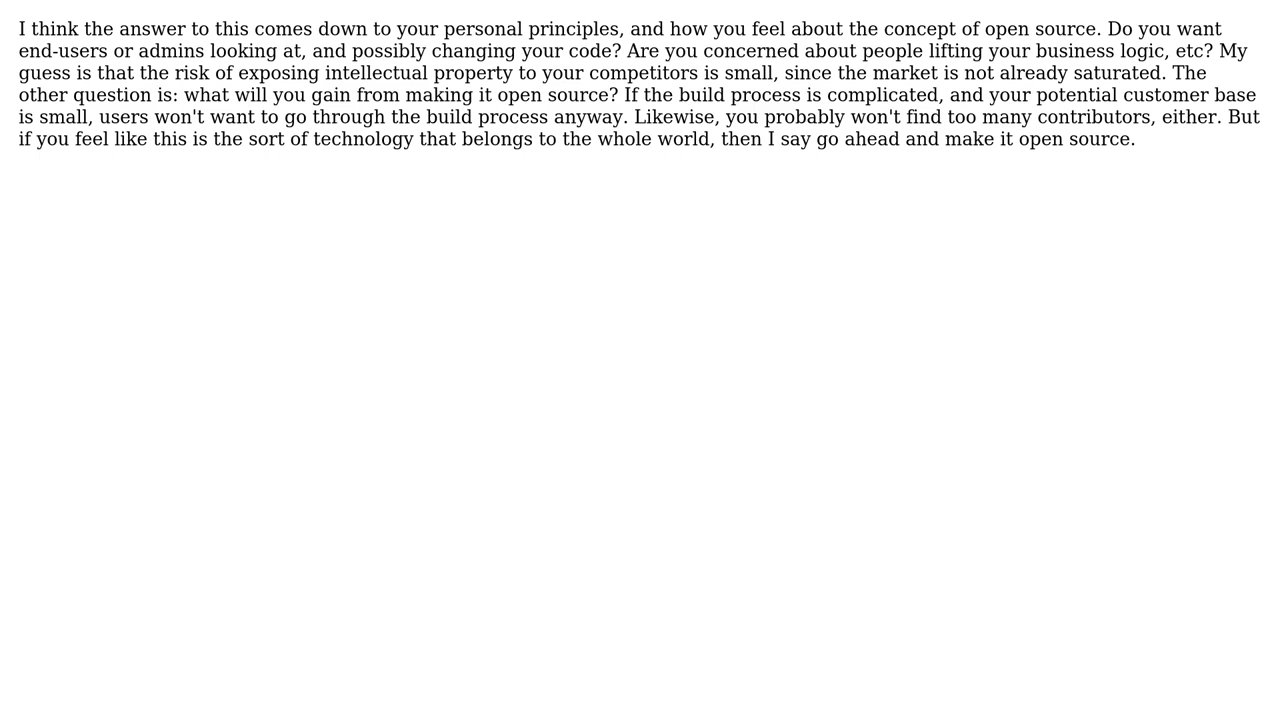 I think the answer to this comes down to your personal principles, and how you feel about the concept of open source. Do you want
end-users or admins looking at, and possibly changing your code? Are you concerned about people lifting your business logic, etc? My
guess is that the risk of exposing intellectual property to your competitors is small, since the market is not already saturated. The
other question is: what will you gain from making it open source? If the build process is complicated, and your potential customer base
is small, users won't want to go through the build process anyway. Likewise, you probably won't find too many contributors, either. But
if you feel like this is the sort of technology that belongs to the whole world, then I say go ahead and make it open source.